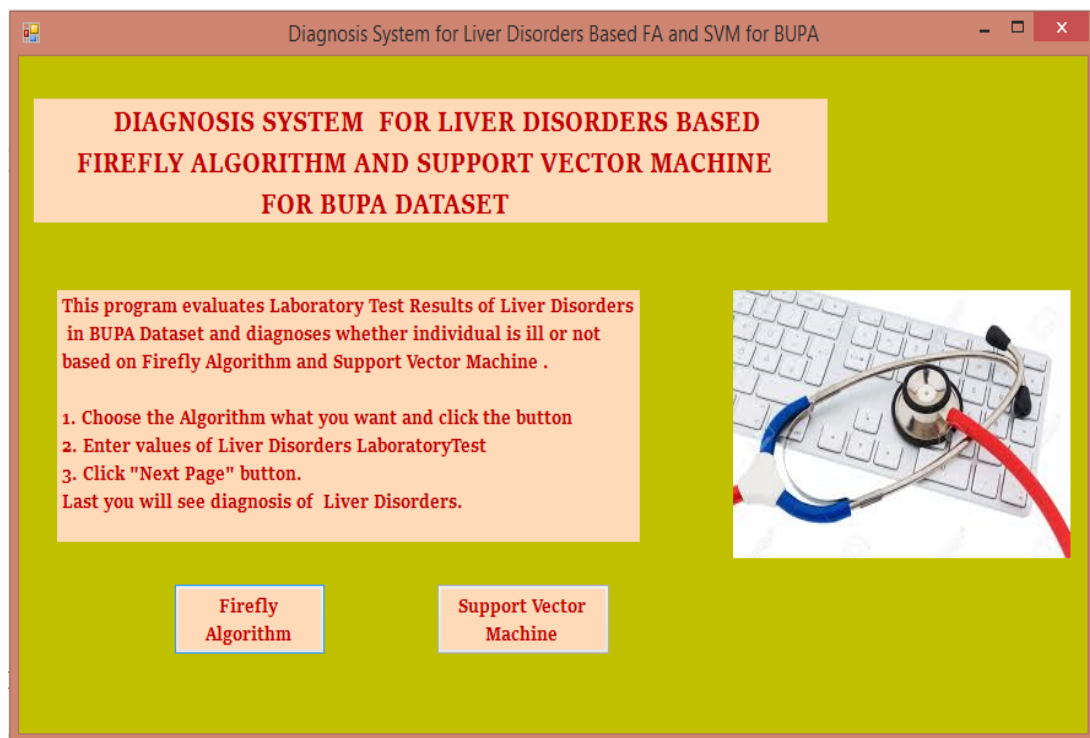 Diagnosis System for Liver Disorders Based FA and SVM for BUPA
DIAGNOSIS SYSTEM FOR LIVER DISORDERS BASED
FIREFLY ALGORITHM AND SUPPORT VECTOR MACHINE
FOR BUPA DATASET
This program evaluates Laboratory Test Results of Liver Disorders
in BUPA Dataset and diagnoses whether individual is ill or not
based on Firefly Algorithm and Support Vector Machine .
1. Choose the Algorithm what you want and click the button
2. Enter values of Liver Disorders LaboratoryTest
3. Click "Next Page" button.
Last you will see diagnosis of Liver Disorders.
Firefly
Algorithm
Support Vector
Machine